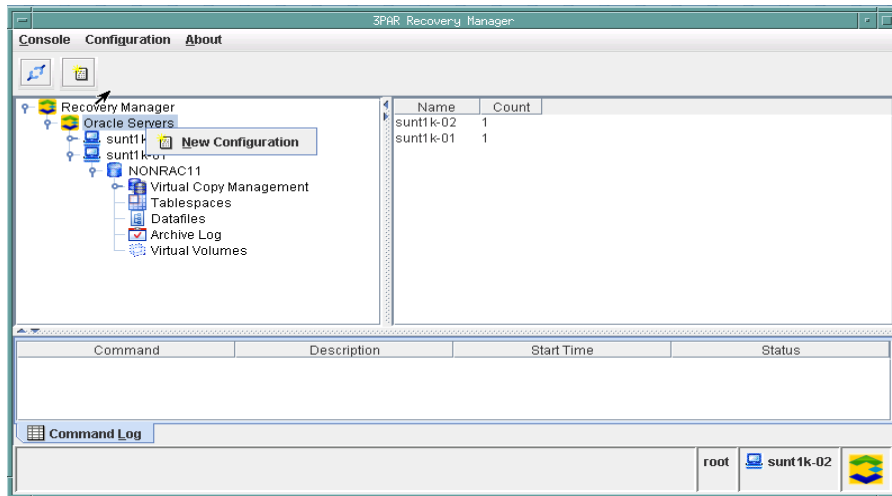 3PAR Recovery Manager
Console Configuration About
Recovery Manager
Oracle Servers
New Configuration
sunt1k-01
NONRAC11
Virtual Copy Management
Tablespaces
Datafiles
Archive Log
Virtual Volumes
Name Count
sunt1k-02 1
sunt1k-01 1
Command Description Start Time Status
Command Log
root sunt1k-02